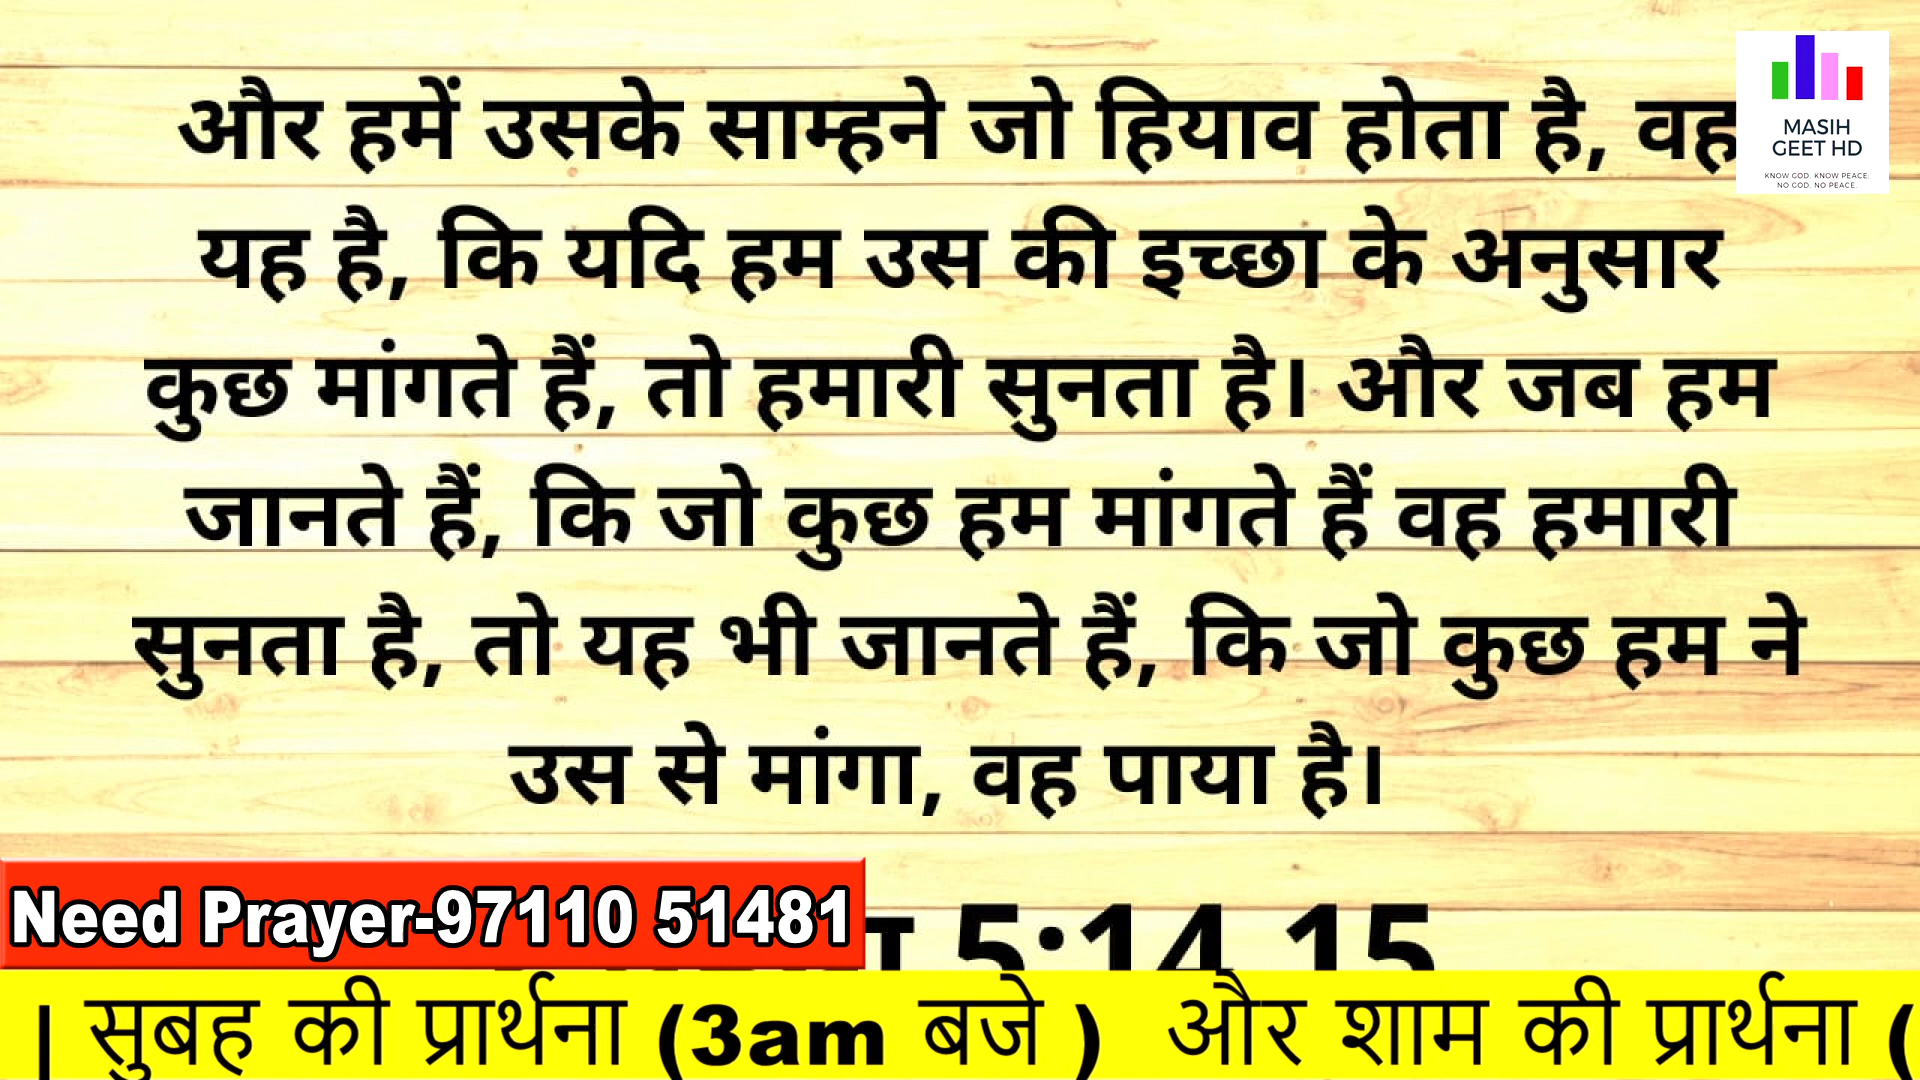 और हमें उसके साम्हने जो हियाव होता है, वह
यह है, कि यदि हम उस की इच्छा के अनुसार
कुछ मांगते हैं, तो हमारी सुनता है। और जब हम
जानते हैं, कि जो कुछ हम मांगते हैं वह हमारी
सुनता है, तो यह भी जानते हैं, कि जो कुछ हम ने
उस से मांगा, वह पाया है।
MASIH
GEET HD
KNOW GOD. KNOW PEACE.
NO GOD. NO PEACE.
5:14,15
Need Prayer-97110 51481
| सुबह की प्रार्थना (3am बजे ) और शाम की प्रार्थना (